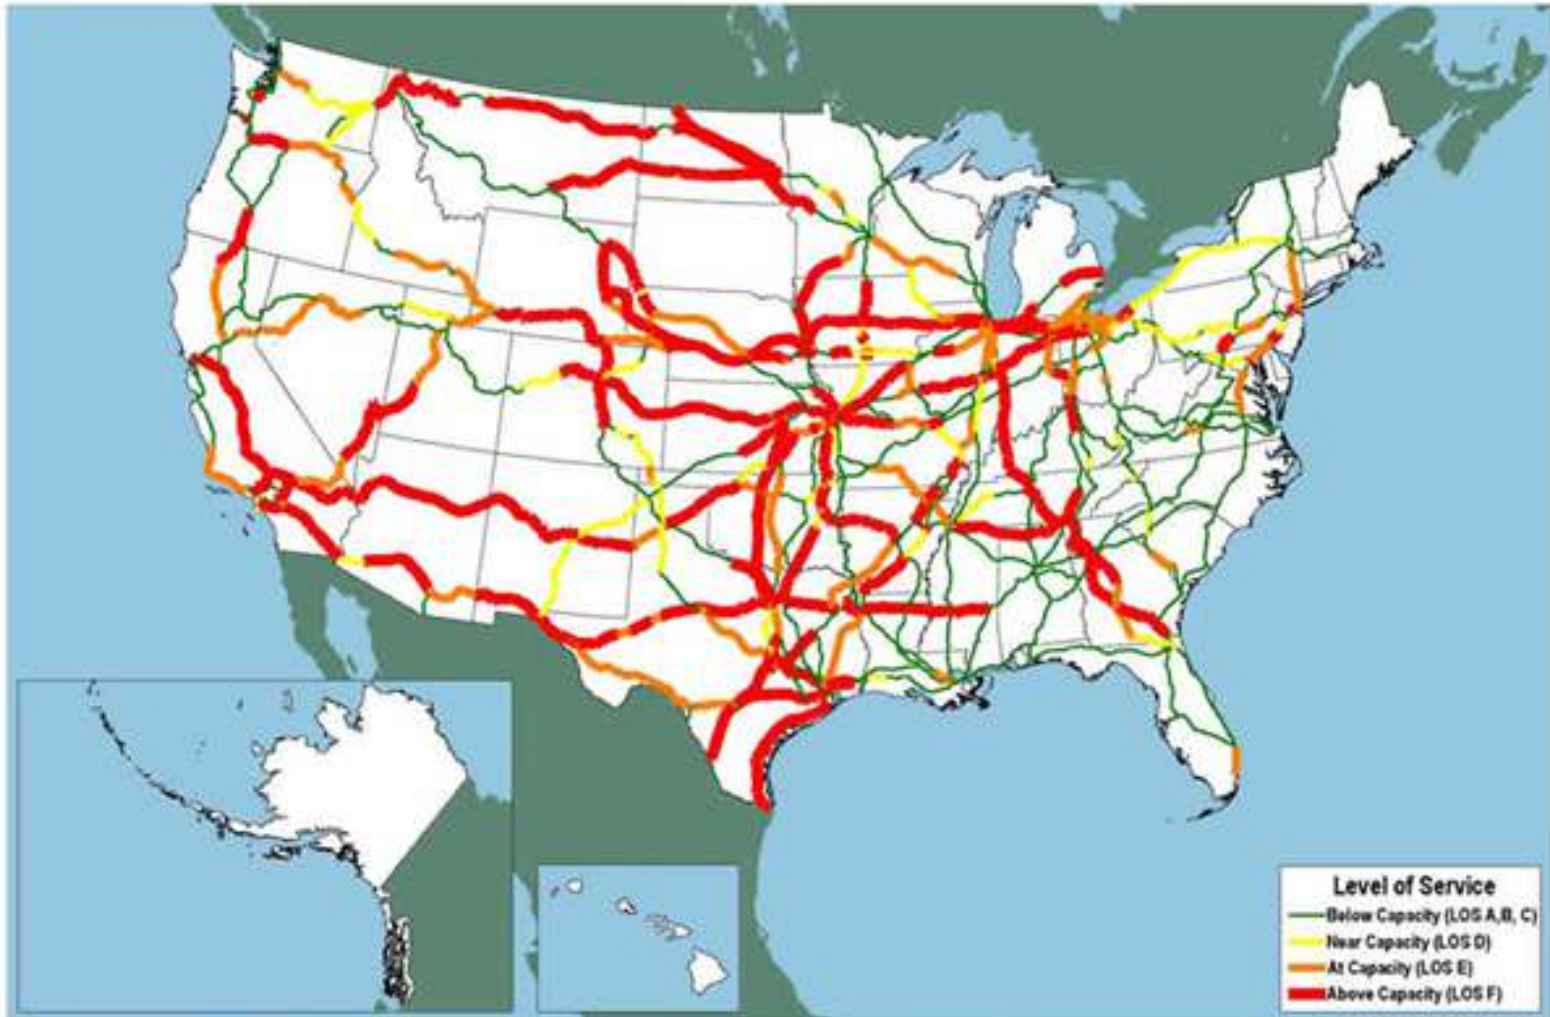 Level of Service
Below Capacity (LOS A,B, C)
Near Capacity (LOS D)
At Capacity (LOS E)
Above Capacity (LOS F)